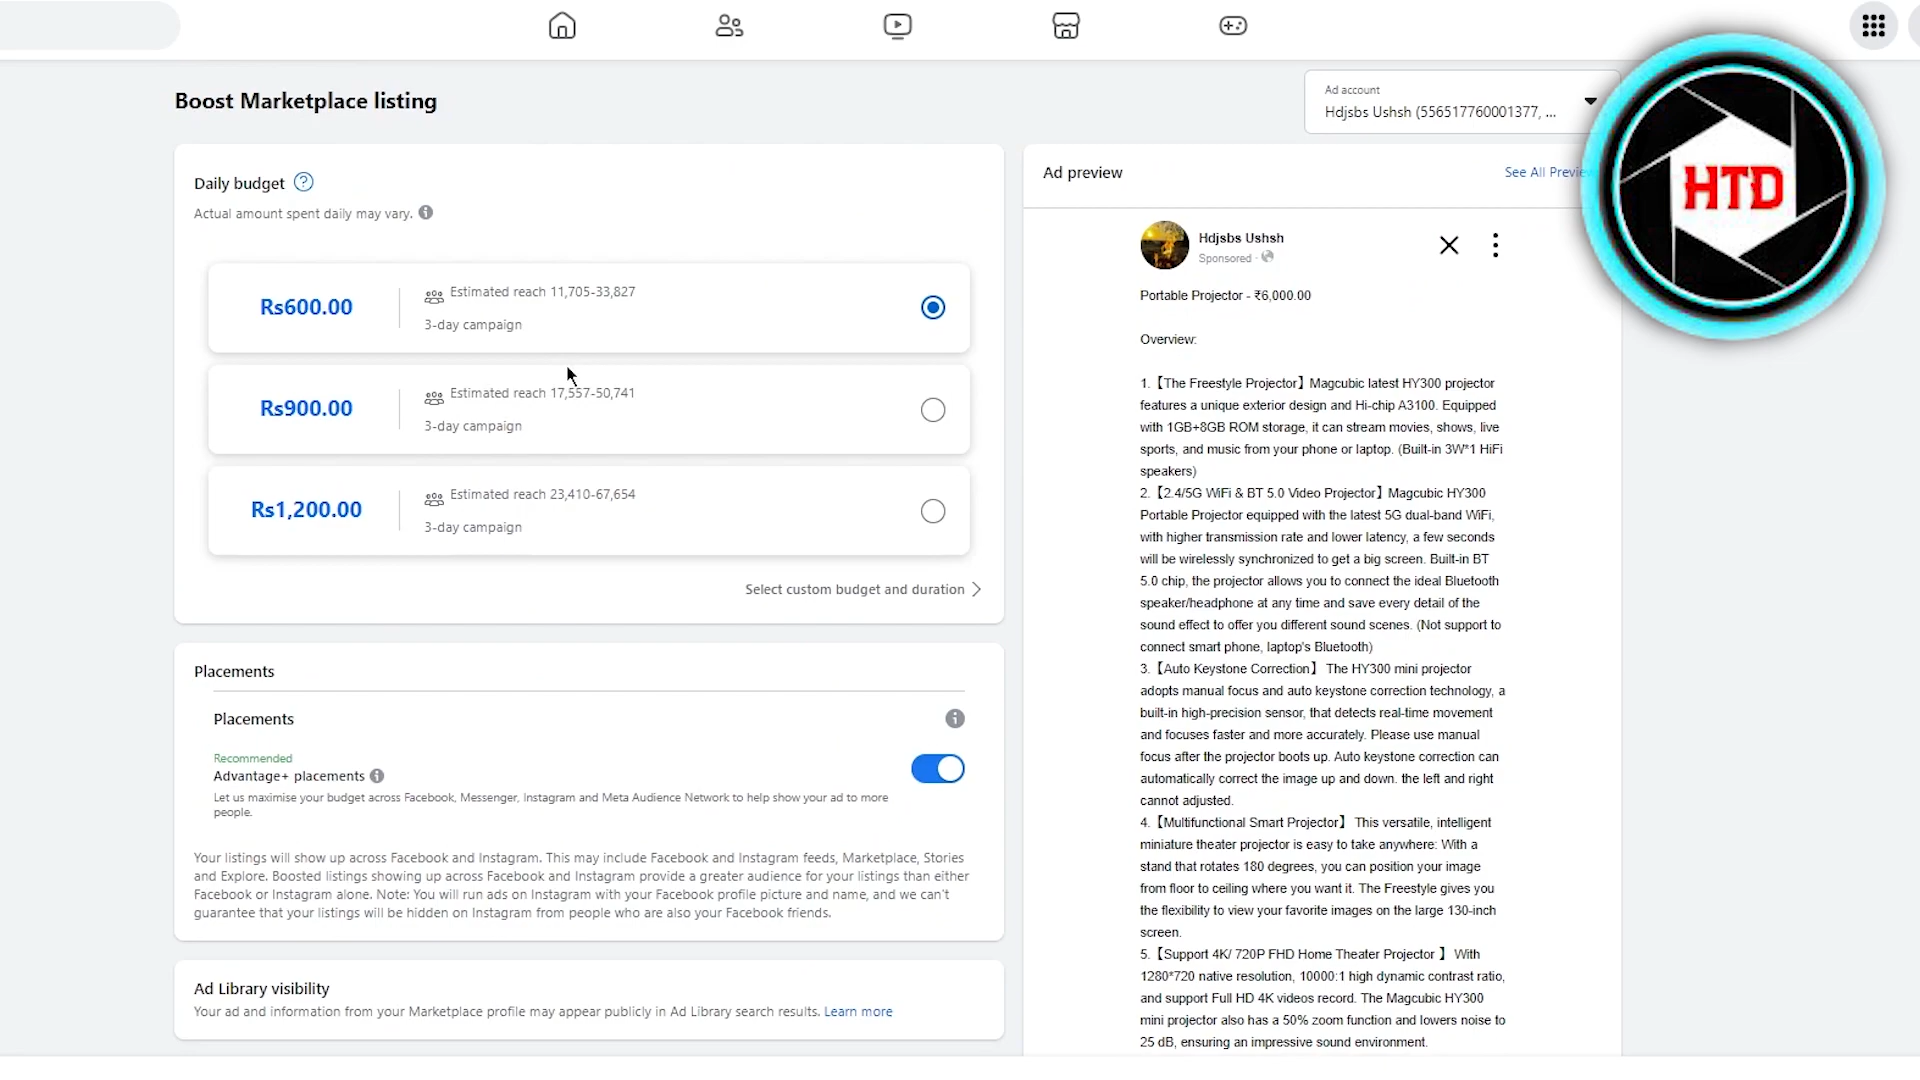 Boost Marketplace listing
Ad account
Hdjsbs Ushsh (556517760001377, ...
HTD
Daily budget
Actual amount spent daily may vary.
Rs600.00
Estimated reach 11,705-33,827
3-day campaign
Rs900.00
Estimated reach 17,557-50,741
3-day campaign
Rs1,200.00
Estimated reach 23,410-67,654
3-day campaign
Select custom budget and duration
Placements
Placements
Recommended
Advantage+ placements
Let us maximise your budget across Facebook, Messenger, Instagram and Meta Audience Network to help show your ad to more
people.
Your listings will show up across Facebook and Instagram. This may include Facebook and Instagram feeds, Marketplace, Stories
and Explore. Boosted listings showing up across Facebook and Instagram provide a greater audience for your listings than either
Facebook or Instagram alone. Note: You will run ads on Instagram with your Facebook profile picture and name, and we can't
guarantee that your listings will be hidden on Instagram from people who are also your Facebook friends.
Ad Library visibility
Your ad and information from your Marketplace profile may appear publicly in Ad Library search results. Learn more
Ad preview
See All
Hdjsbs Ushsh
Sponsored ·
Portable Projector - ₹6,000.00
Overview:
1.【The Freestyle Projector】Magcubic latest HY300 projector
features a unique exterior design and Hi-chip A3100. Equipped
with 1GB+8GB ROM storage, it can stream movies, shows, live
sports, and music from your phone or laptop. (Built-in 3W*1 HiFi
speakers)
2.【2.4/5G WiFi & BT 5.0 Video Projector】Magcubic HY300
Portable Projector equipped with the latest 5G dual-band WiFi,
with higher transmission rate and lower latency, a few seconds
will be wirelessly synchronized to get a big screen. Built-in BT
5.0 chip, the projector allows you to connect the ideal Bluetooth
speaker/headphone at any time and save every detail of the
sound effect to offer you different sound scenes. (Not support to
connect smart phone, laptop's Bluetooth)
3.【Auto Keystone Correction】 The HY300 mini projector
adopts manual focus and auto keystone correction technology, a
built-in high-precision sensor, that detects real-time movement
and focuses faster and more accurately. Please use manual
focus after the projector boots up. Auto keystone correction can
automatically correct the image up and down. the left and right
cannot adjusted.
4.【Multifunctional Smart Projector】 This versatile, intelligent
miniature theater projector is easy to take anywhere: With a
stand that rotates 180 degrees, you can position your image
from floor to ceiling where you want it. The Freestyle gives you
the flexibility to view your favorite images on the large 130-inch
screen.
5.【Support 4K/ 720P FHD Home Theater Projector 】 With
1280*720 native resolution, 10000:1 high dynamic contrast ratio,
and support Full HD 4K videos record. The Magcubic HY300
mini projector also has a 50% zoom function and lowers noise to
25 dB, ensuring an impressive sound environment.